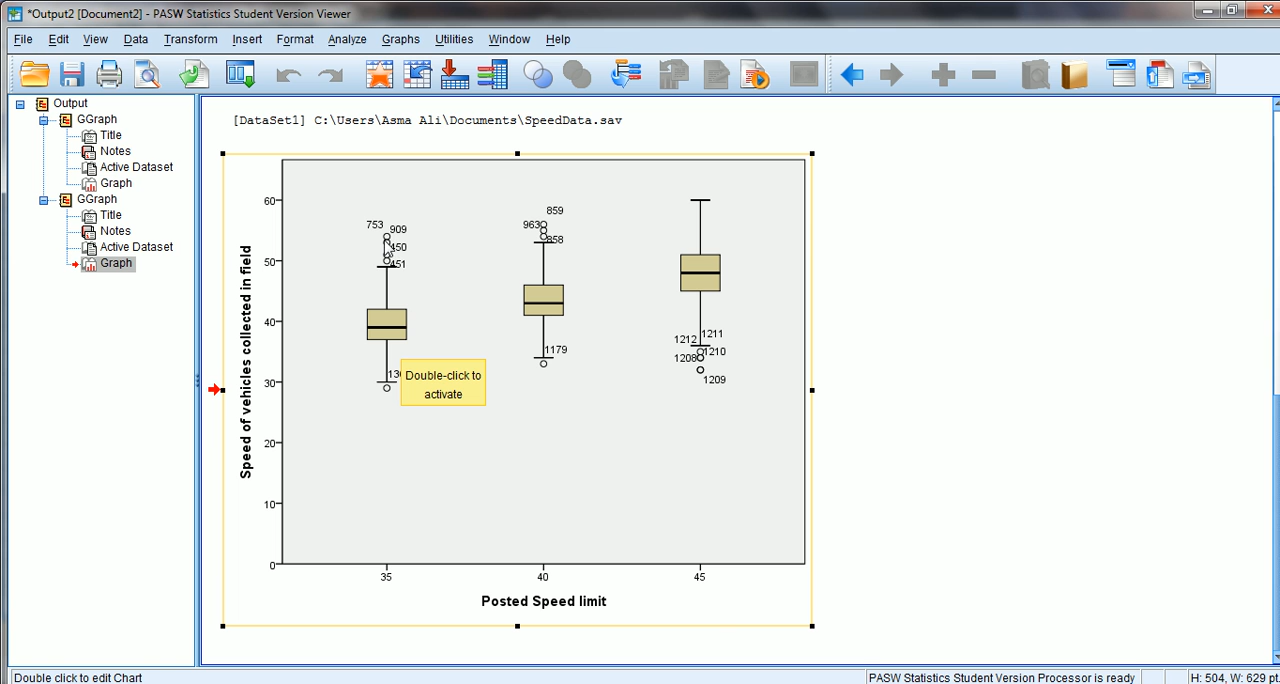 *Output2 [Document2] - PASW Statistics Student Version Viewer
File Edit View Data Transform Insert Format Analyze Graphs Utilities Window Help
Output
GGraph
Title
Notes
Active Dataset
Graph
GGraph
Title
Notes
Active Dataset
Graph
[DataSet1] C:\Users\Asma Ali\Documents\SpeedData.sav
Speed of vehicles collected in field
60
50
40
30
20
10
0
753 909
450
451
859
963
858
1179
1212 1211
1208 1210
1209
Double-click to
activate
35 40 45
Posted Speed limit
Double click to edit Chart
PASW Statistics Student Version Processor is ready
H: 504, W: 629 pt.